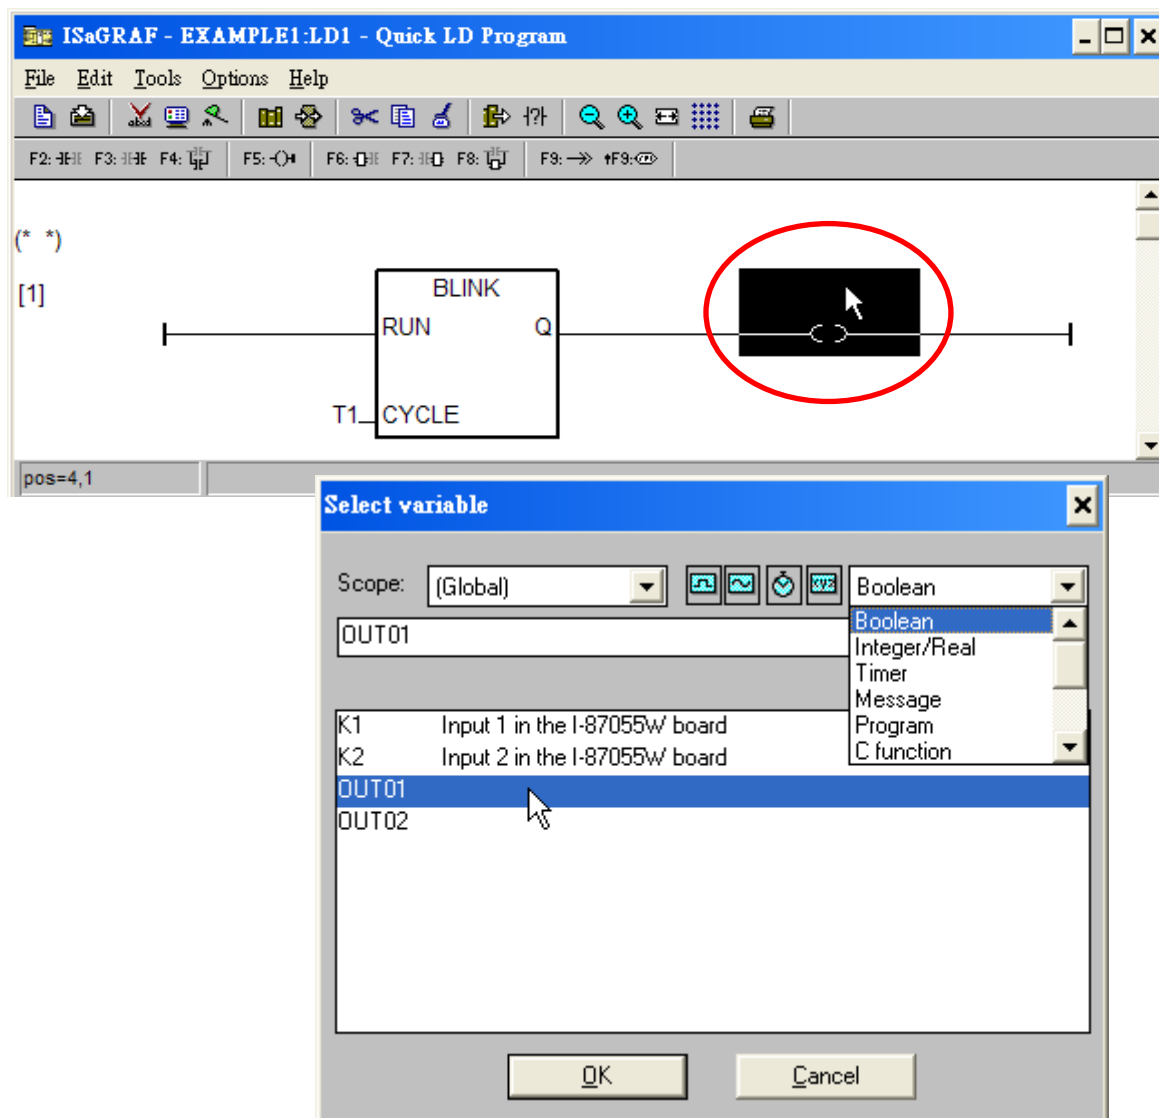 ISaGRAF - EXAMPLE1:LD1 - Quick LD Program
File Edit Tools Options Help
F2: F3: F4: F5: F6: F7: F8: F9: F9:
(* *)
[1]
BLINK
RUN Q
T1 CYCLE
pos=4,1
Select variable
Scope: (Global) Boolean
OUT01
Boolean
Integer/Real
Timer
Message
Program
C function
K1 Input 1 in the I-87055W board
K2 Input 2 in the I-87055W board
OUT01
OUT02
OK Cancel